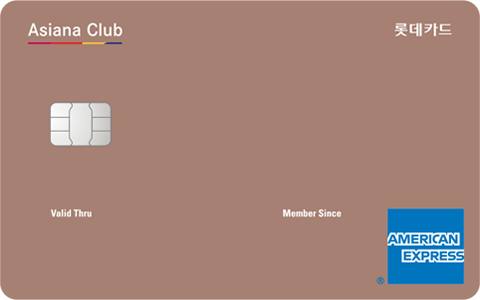 Asiana Club
롯데카드
Valid Thru
Member Since
AMERICAN
EXPRESS
®